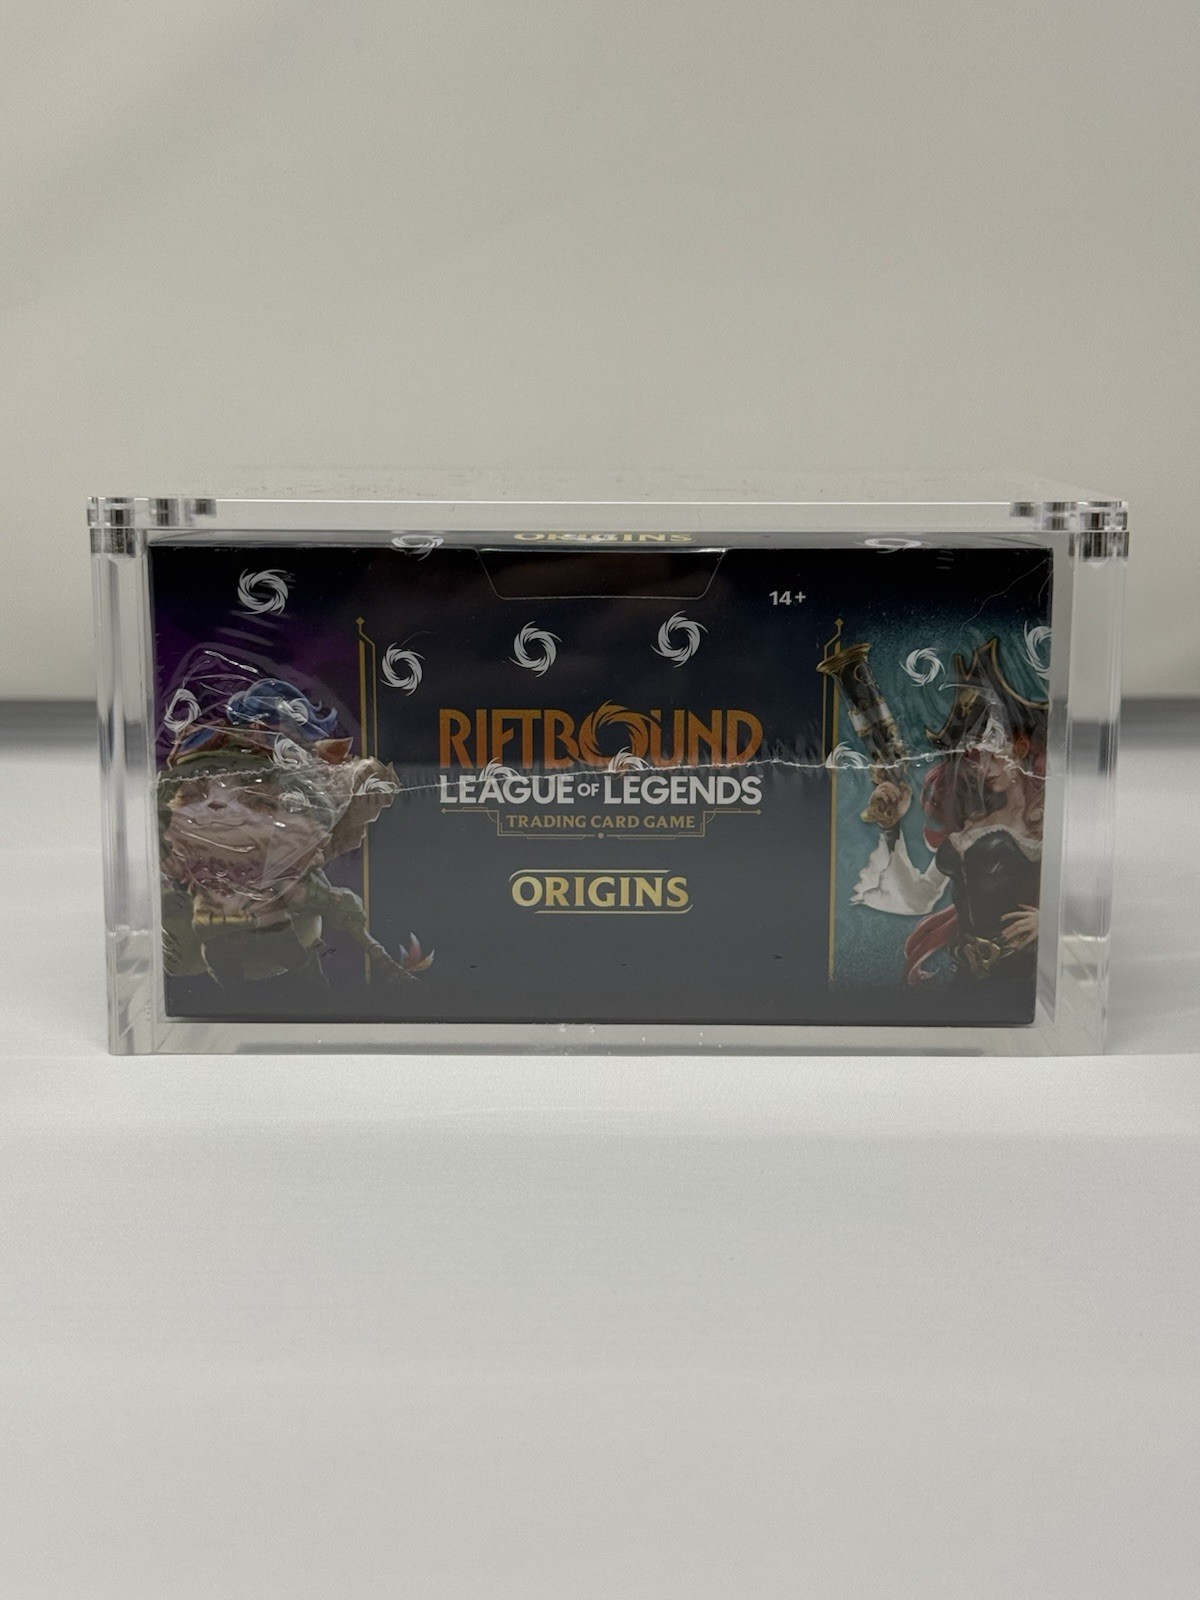 ORIGINS
14+
RIFTBOUND
LEAGUE OF LEGENDS
TRADING CARD GAME
ORIGINS